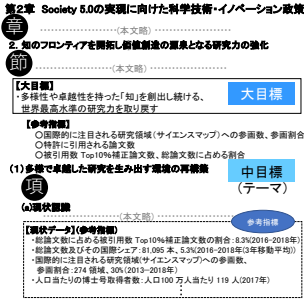 第2章 Society 5.0の実現に向けた科学技術・イノベーション政策
章
(本文略)
2. 知のフロンティアを開拓し価値創造の源泉となる研究力の強化
節
(本文略)
【大目標】
・多様性や卓越性を持った「知」を創出し続ける、
世界最高水準の研究力を取り戻す
大目標
【参考指標】
○国際的に注目される研究領域(サイエンスマップ)への参画数、参画割合
○特許に引用される論文数
○被引用数 Top10%補正論文数、総論文数に占める割合
(1)多様で卓越した研究を生み出す環境の再構築
中目標
(テーマ)
項
(a)現状認識
(本文略)
参考指標
【現状データ】(参考指標)
・総論文数に占める被引用数 Top10%補正論文数の割合:8.3%(2016-2018年)
・総論文数及びその国際シェア:81,095 本、5.3%(2016-2018年(3年移動平均))
・国際的に注目される研究領域(サイエンスマップ)への参画数、
参画割合:274 領域、30%(2013-2018年)
・人口当たりの博士号取得者数:人口100 万人当たり 119 人(2017年)